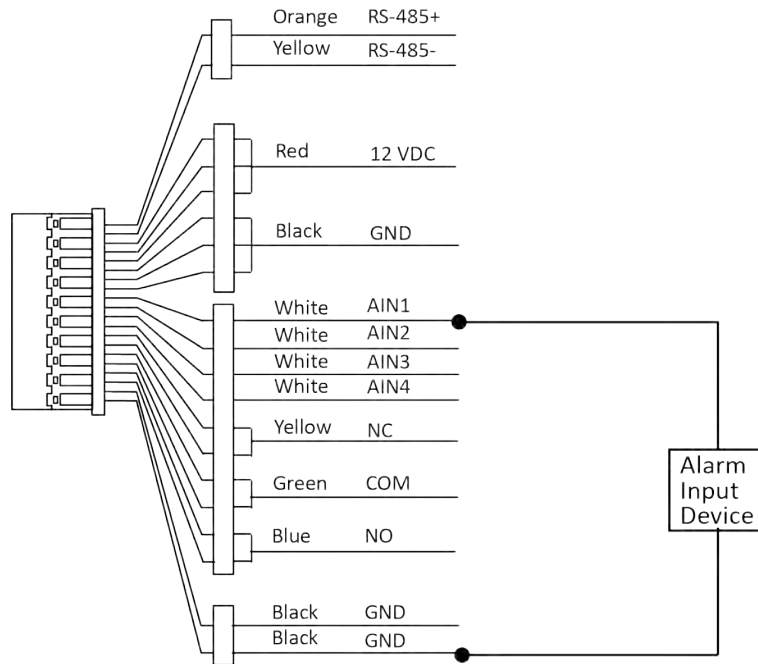 Orange RS-485+
Yellow RS-485-
Red 12 VDC
Black GND
White AIN1
White AIN2
White AIN3
White AIN4
Yellow NC
Green COM
Blue NO
Black GND
Black GND
Alarm
Input
Device